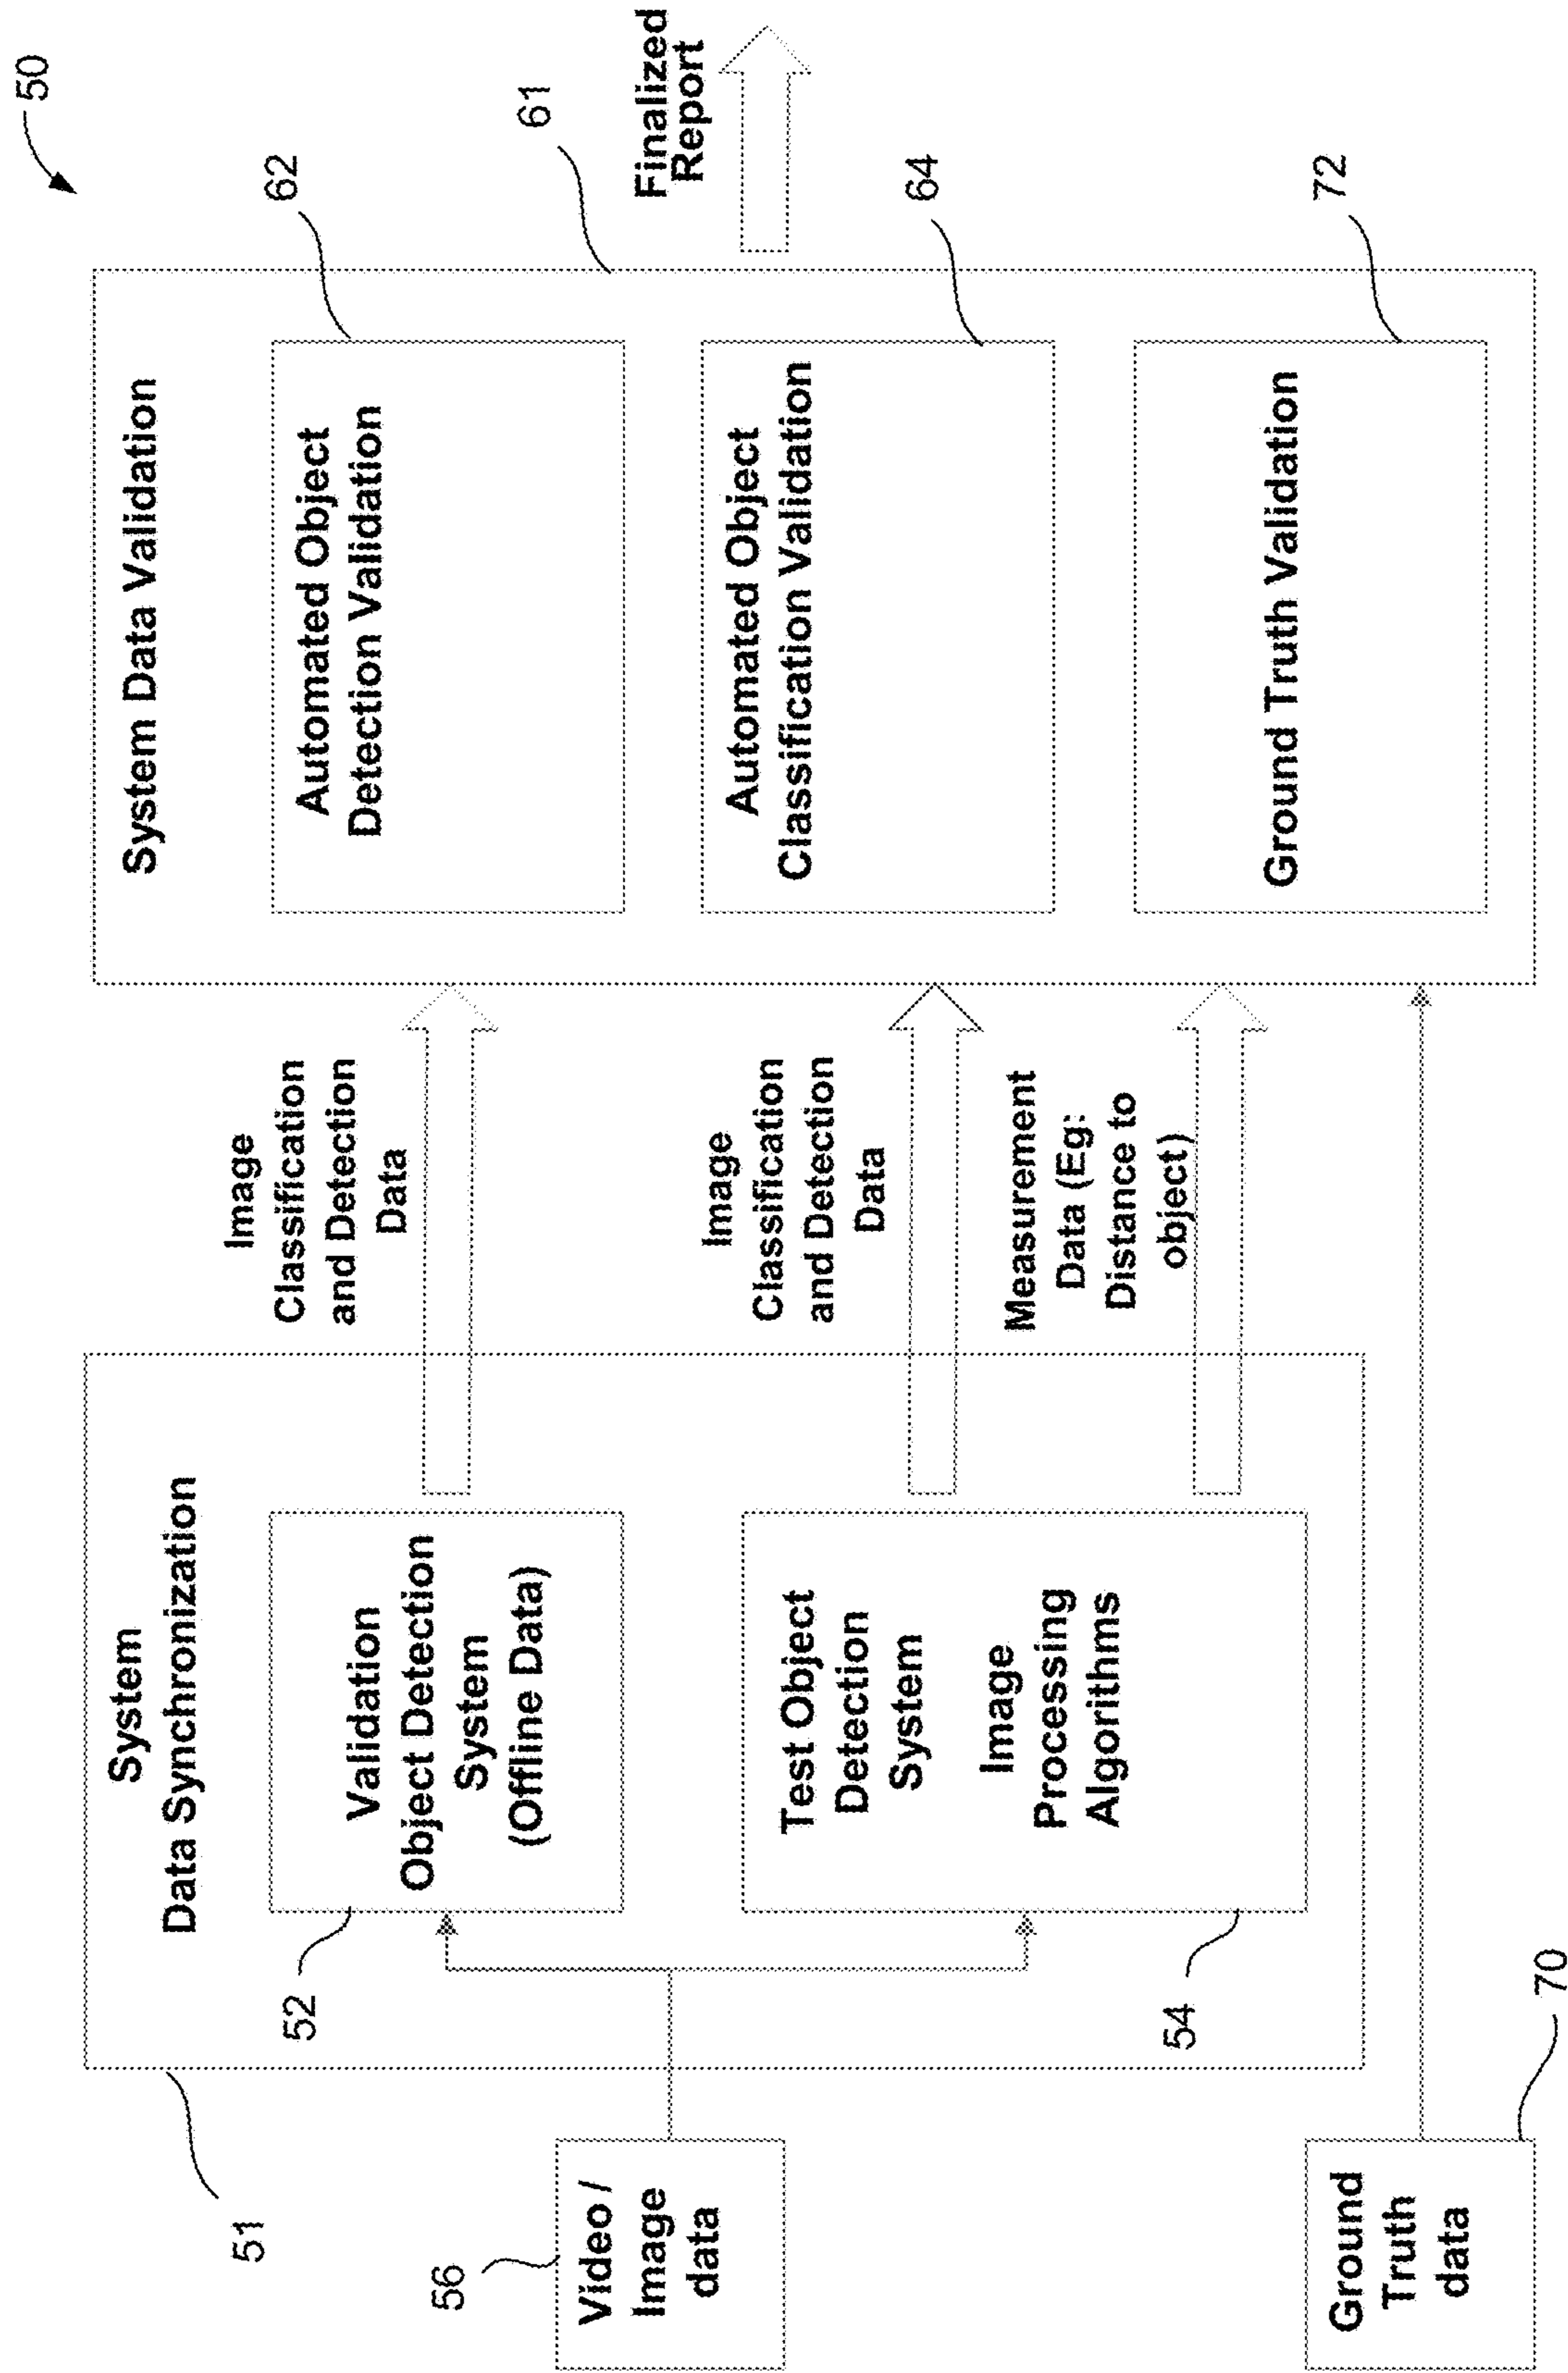 50
51
System
Data Synchronization
52
Validation
Object Detection
System
(Offline Data)
54
Test Object
Detection
System
Image
Processing
Algorithms
56
Video /
Image
data
70
Ground
Truth
data
Image
Classification
and Detection
Data
Image
Classification
and Detection
Data
Measurement
Data (Eg:
Distance to
object)
61
System Data Validation
62
Automated Object
Detection Validation
64
Automated Object
Classification Validation
72
Ground Truth Validation
Finalized
Report